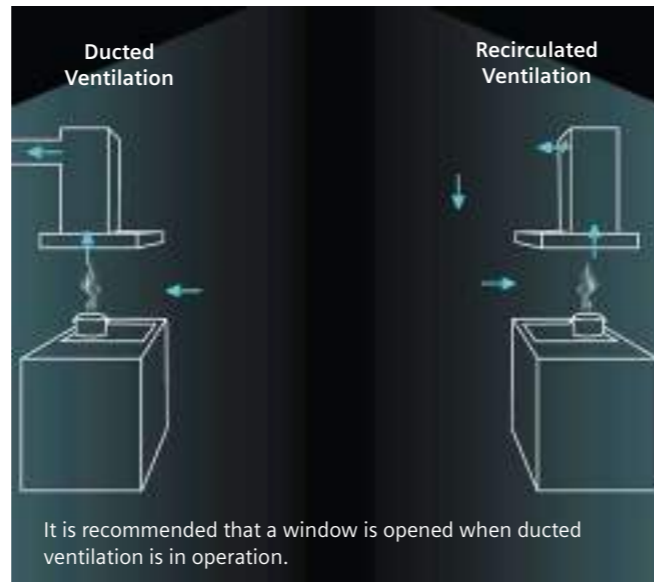 Ducted
Ventilation
Recirculated
Ventilation
It is recommended that a window is opened when ducted
ventilation is in operation.